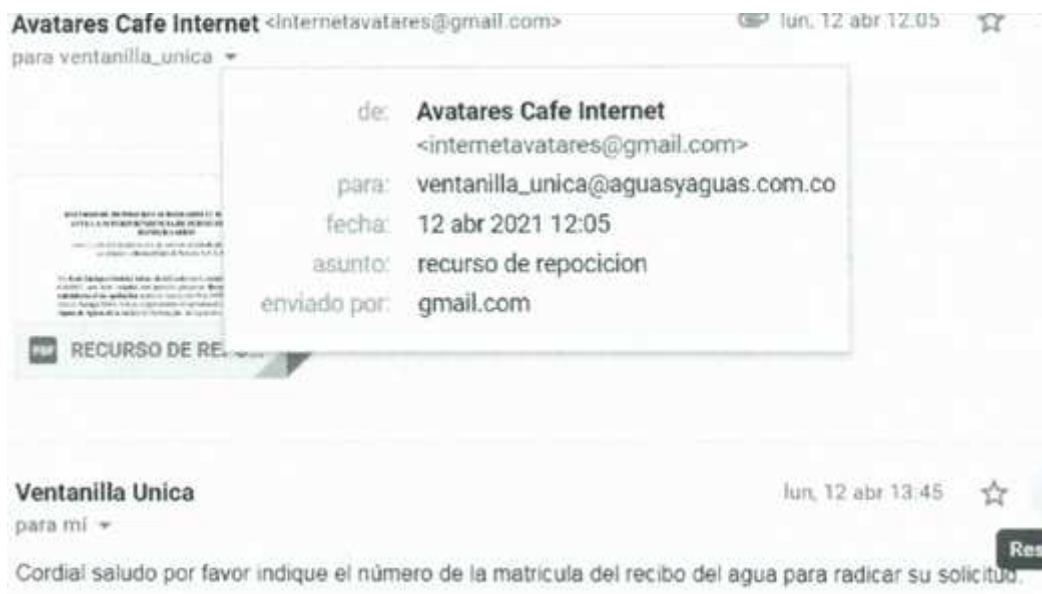 Avatares Cafe Internet <internetavatares@gmail.com> lun, 12 abr 12:05
para ventanilla_unica
de: Avatares Cafe Internet
<internetavatares@gmail.com>
para: ventanilla_unica@aguasyaguas.com.co
fecha: 12 abr 2021 12:05
asunto: recurso de repocicion
enviado por: gmail.com
PDF RECURSO DE REPO...
Ventanilla Unica lun, 12 abr 13:45
para mí
Res
Cordial saludo por favor indique el número de la matricula del recibo del agua para radicar su solicitud.